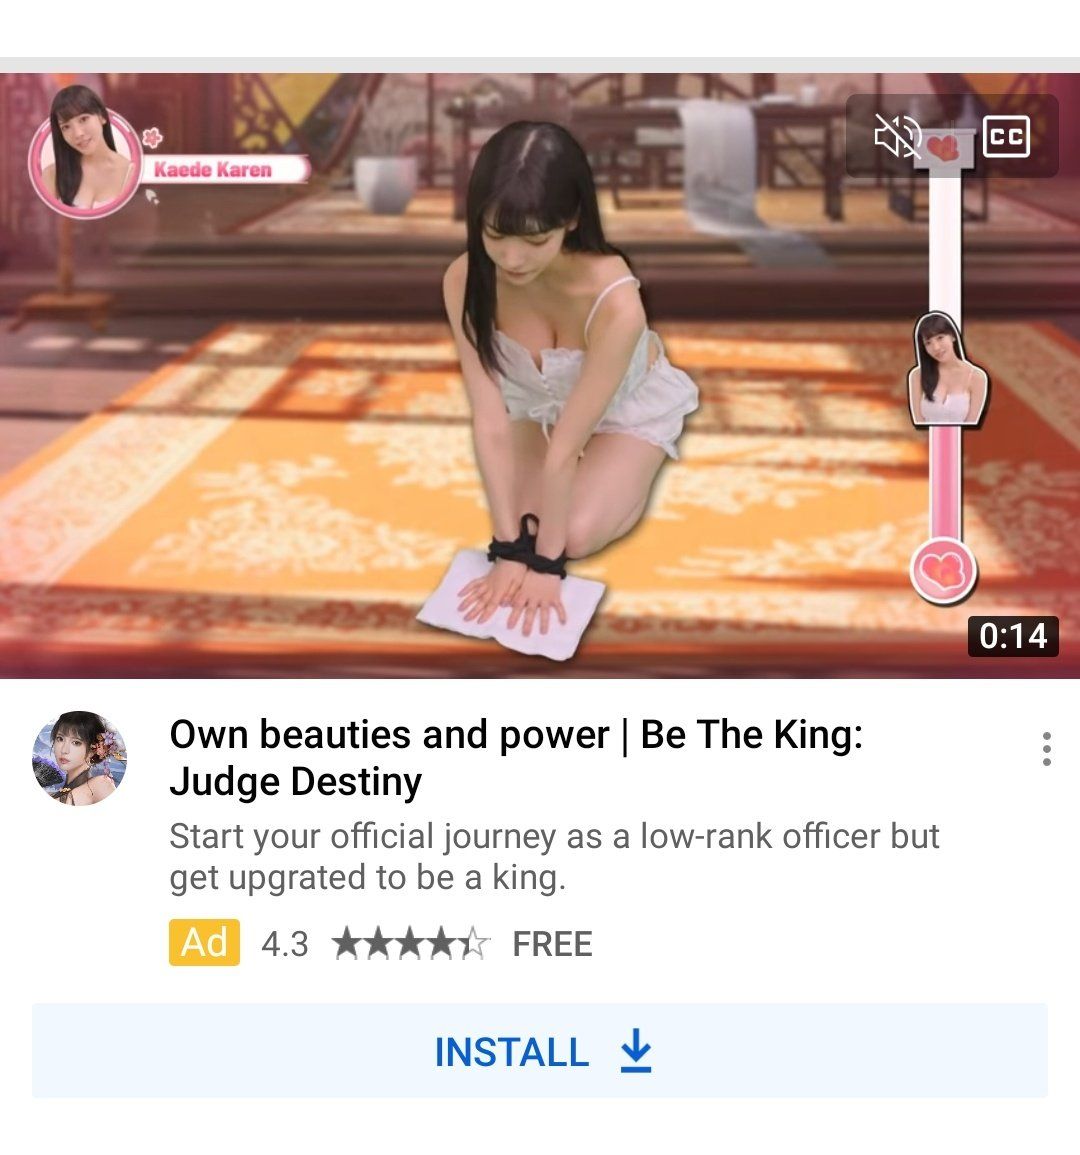 Kaede Karen
CC
0:14
Own beauties and power | Be The King:
Judge Destiny
Start your official journey as a low-rank officer but
get upgrated to be a king.
Ad 4.3 FREE
INSTALL